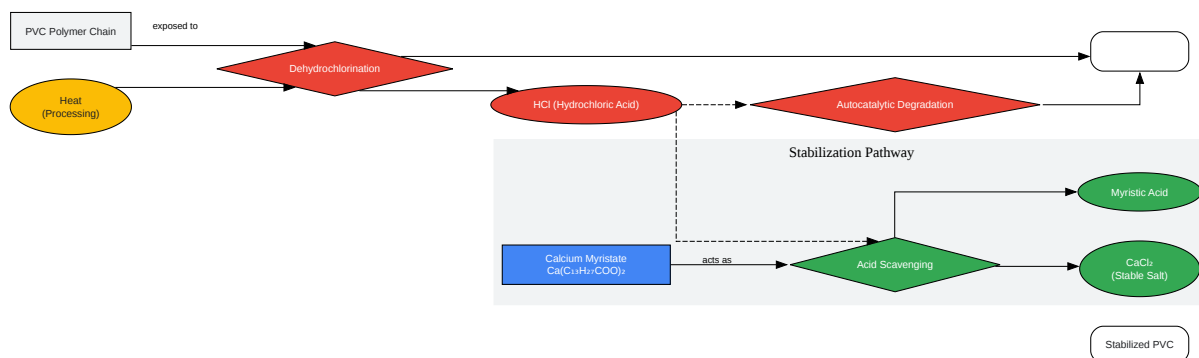 PVC Polymer Chain
exposed to
Dehydrochlorination
Heat
(Processing)
HCl (Hydrochloric Acid)
Autocatalytic Degradation
Stabilization Pathway
Myristic Acid
Calcium Myristate
Ca(C₁₃H₂₇COO)₂
acts as
Acid Scavenging
CaCl₂
(Stable Salt)
Stabilized PVC